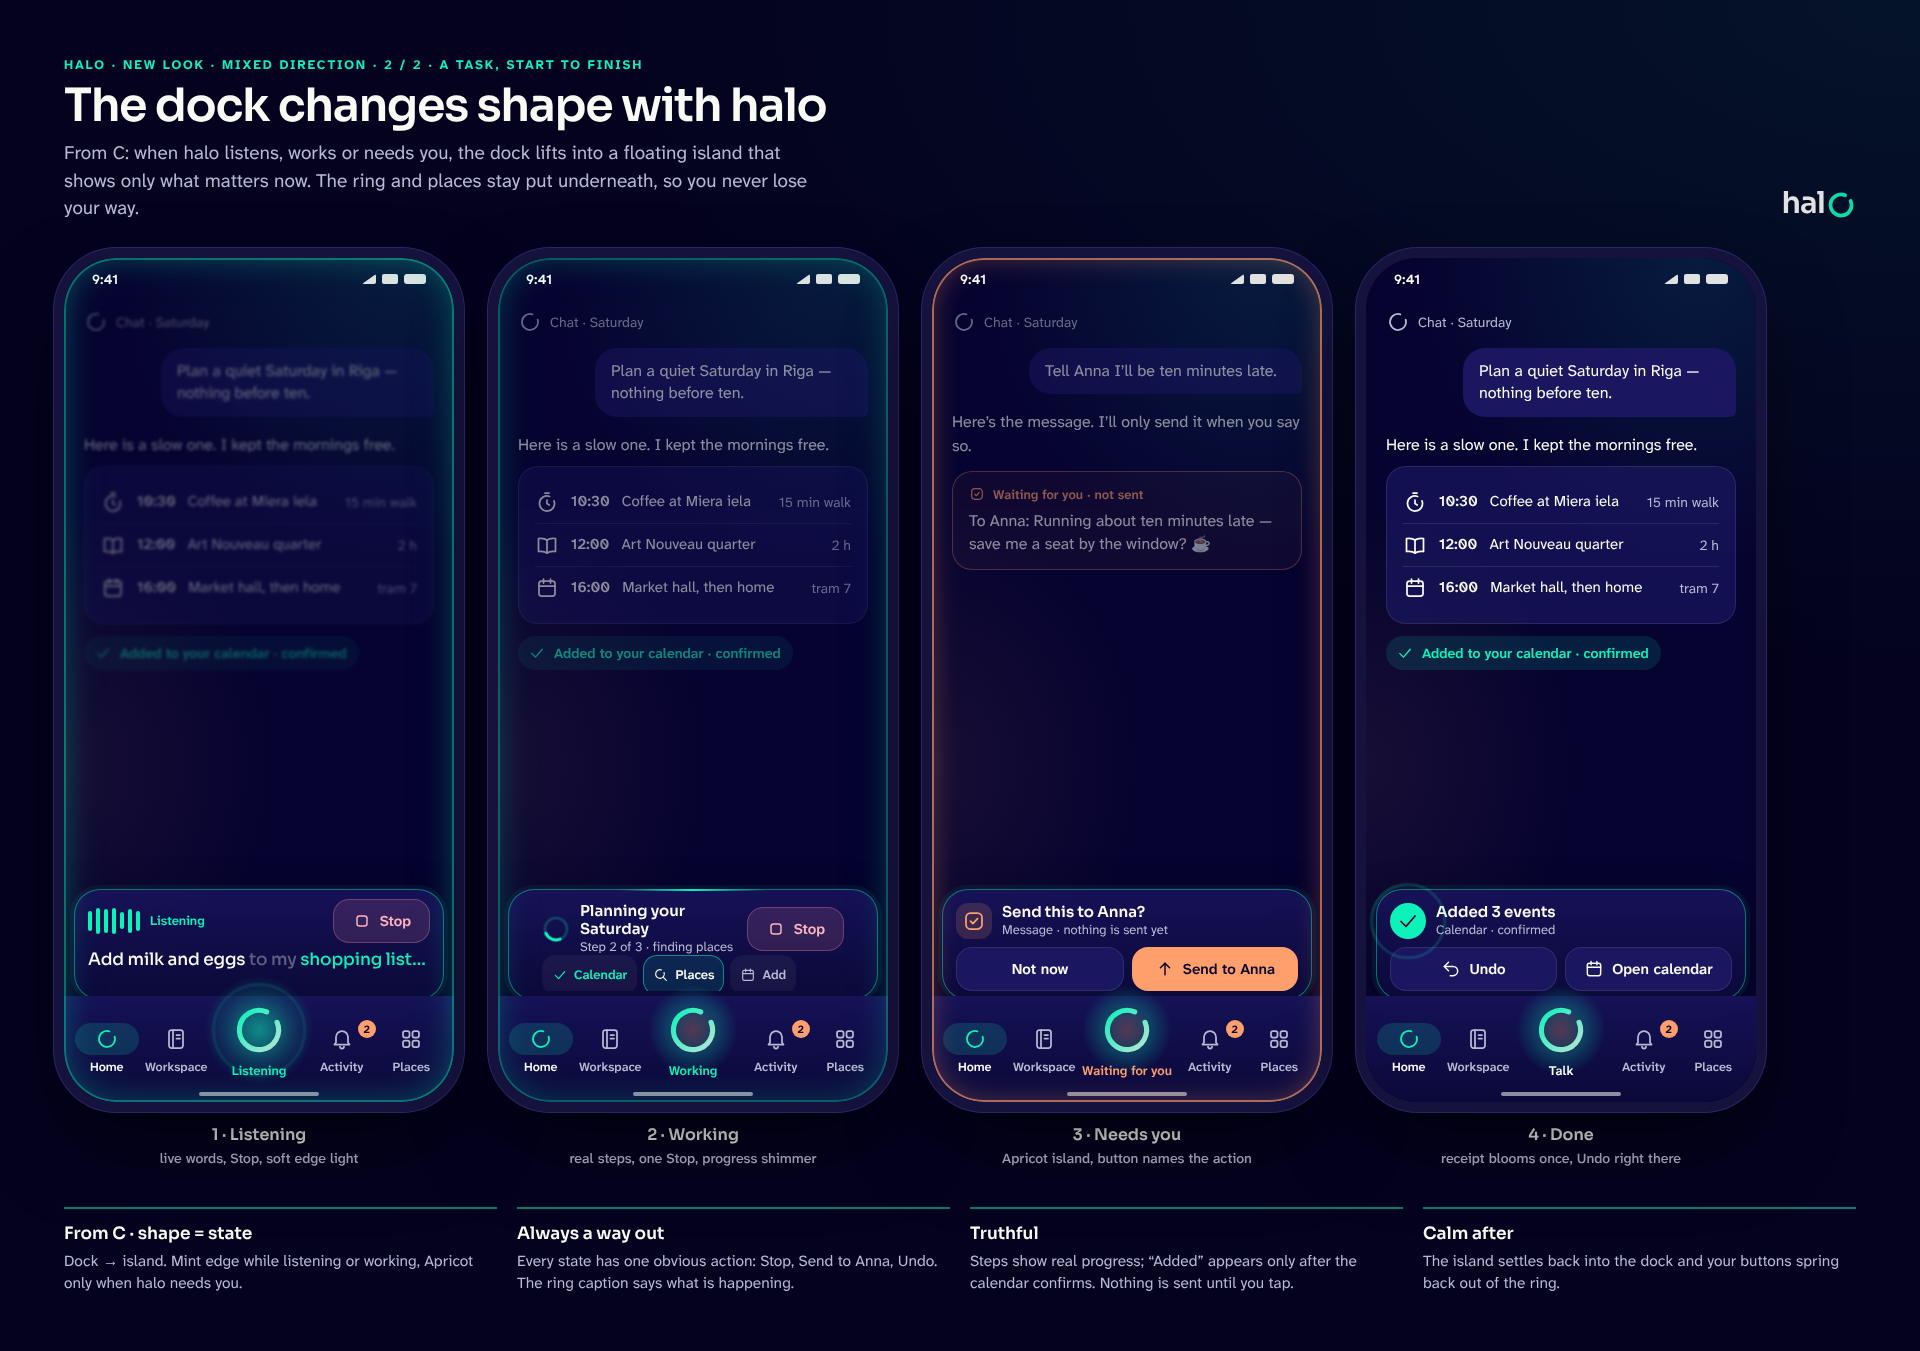 HALO · NEW LOOK · MIXED DIRECTION · 2 / 2 · A TASK, START TO FINISH
The dock changes shape with halo
From C: when halo listens, works or needs you, the dock lifts into a floating island that
shows only what matters now. The ring and places stay put underneath, so you never lose
your way.
halo
9:41
Chat · Saturday
Plan a quiet Saturday in Riga —
nothing before ten.
Here is a slow one. I kept the mornings free.
10:30 Coffee at Miera iela 15 min walk
12:00 Art Nouveau quarter 2 h
16:00 Market hall, then home tram 7
Added to your calendar · confirmed
Listening
Stop
Add milk and eggs to my shopping list...
Home
Workspace
Listening
Activity
2
Places
1 · Listening
live words, Stop, soft edge light
9:41
Chat · Saturday
Plan a quiet Saturday in Riga —
nothing before ten.
Here is a slow one. I kept the mornings free.
10:30 Coffee at Miera iela 15 min walk
12:00 Art Nouveau quarter 2 h
16:00 Market hall, then home tram 7
Added to your calendar · confirmed
Planning your
Saturday
Step 2 of 3 · finding places
Stop
Calendar
Places
Add
Home
Workspace
Working
Activity
2
Places
2 · Working
real steps, one Stop, progress shimmer
9:41
Chat · Saturday
Tell Anna I’ll be ten minutes late.
Here’s the message. I’ll only send it when you say
so.
Waiting for you · not sent
To Anna: Running about ten minutes late —
save me a seat by the window? ☕
Send this to Anna?
Message · nothing is sent yet
Not now
Send to Anna
Home
Workspace
Waiting for you
Activity
2
Places
3 · Needs you
Apricot island, button names the action
9:41
Chat · Saturday
Plan a quiet Saturday in Riga —
nothing before ten.
Here is a slow one. I kept the mornings free.
10:30 Coffee at Miera iela 15 min walk
12:00 Art Nouveau quarter 2 h
16:00 Market hall, then home tram 7
Added to your calendar · confirmed
Added 3 events
Calendar · confirmed
Undo
Open calendar
Home
Workspace
Talk
Activity
2
Places
4 · Done
receipt blooms once, Undo right there
From C · shape = state
Dock → island. Mint edge while listening or working, Apricot
only when halo needs you.
Always a way out
Every state has one obvious action: Stop, Send to Anna, Undo.
The ring caption says what is happening.
Truthful
Steps show real progress; “Added” appears only after the
calendar confirms. Nothing is sent until you tap.
Calm after
The island settles back into the dock and your buttons spring
back out of the ring.